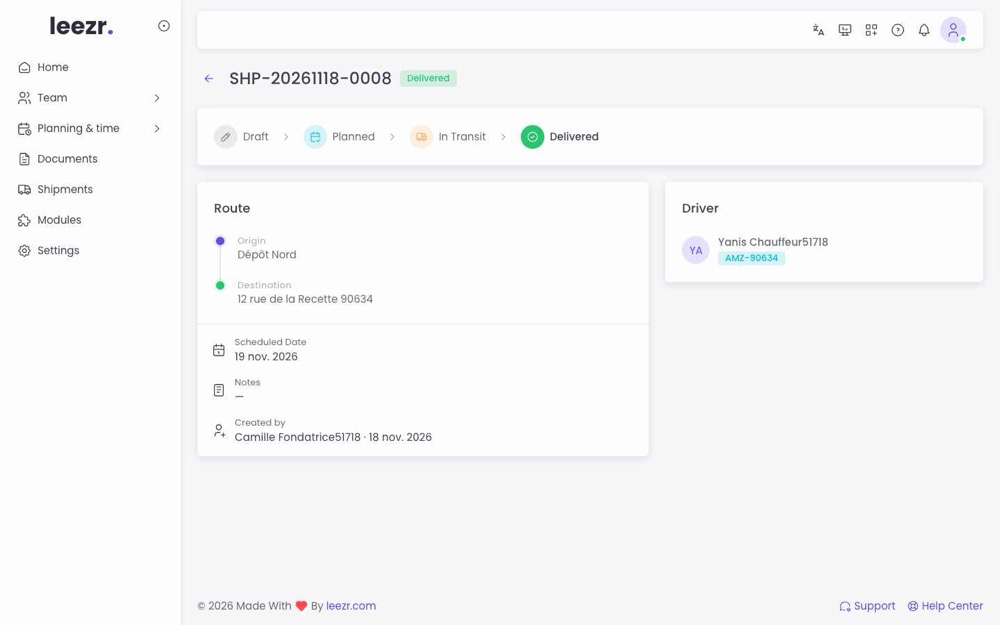 leezr.
Home
Team
Planning & time
Documents
Shipments
Modules
Settings
SHP-20261118-0008 Delivered
Draft Planned In Transit Delivered
Route
Origin
Dépôt Nord
Destination
12 rue de la Recette 90634
Scheduled Date
19 nov. 2026
Notes
—
Created by
Camille Fondatrice51718 · 18 nov. 2026
Driver
YA
Yanis Chauffeur51718
AMZ-90634
© 2026 Made With ❤️ By leezr.com
Support Help Center